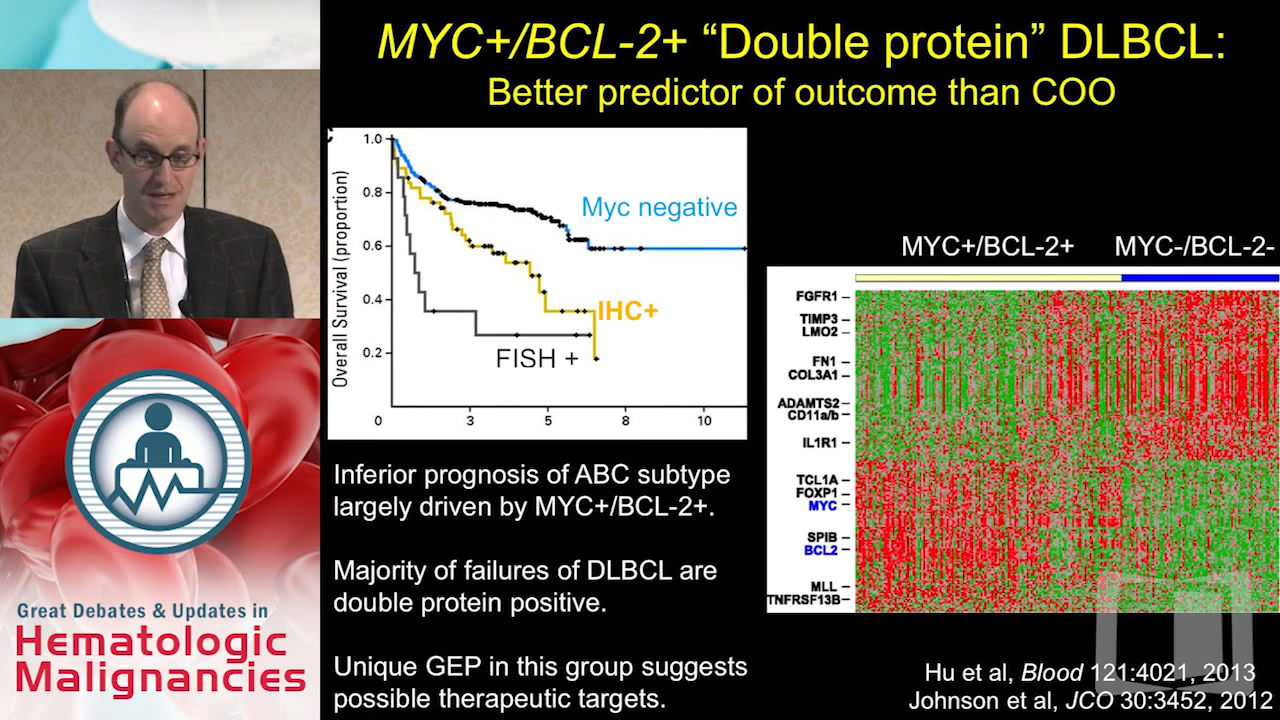 MYC+/BCL-2+ “Double protein” DLBCL:
Better predictor of outcome than COO
Overall Survival (proportion)
1.0
0.8
0.6
0.4
0.2
0
3
5
8
10
Myc negative
IHC+
FISH +
MYC+/BCL-2+
MYC-/BCL-2-
FGFR1
TIMP3
LMO2
FN1
COL3A1
ADAMTS2
CD11a/b
IL1R1
TCL1A
FOXP1
MYC
SPIB
BCL2
MLL
TNFRSF13B
Inferior prognosis of ABC subtype
largely driven by MYC+/BCL-2+.
Majority of failures of DLBCL are
double protein positive.
Unique GEP in this group suggests
possible therapeutic targets.
Hu et al, Blood 121:4021, 2013
Johnson et al, JCO 30:3452, 2012
Great Debates & Updates in
Hematologic
Malignancies